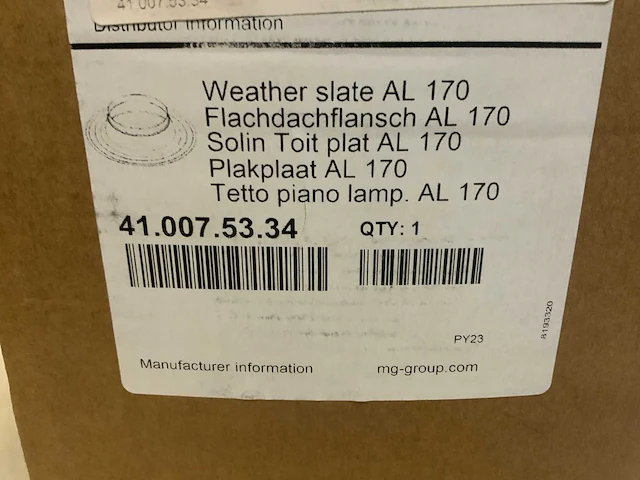 41.007.53.34
Distributor information
Weather slate AL 170
Flachdachflansch AL 170
Solin Toit plat AL 170
Plakplaat AL 170
Tetto piano lamp. AL 170
41.007.53.34 QTY: 1
PY23
8193320
Manufacturer information mg-group.com